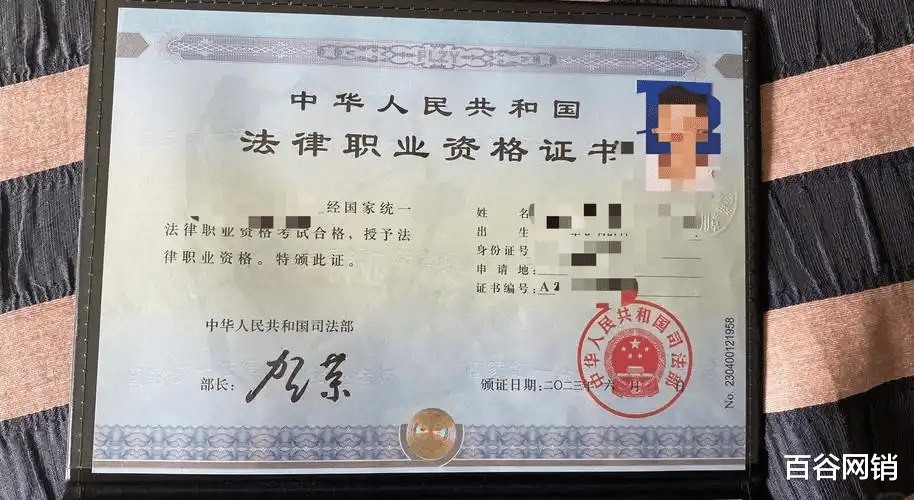 中华人民共和国
法律职业资格证书
经国家统一
法律职业资格考试合格,授予法
律职业资格。特颁此证。
姓 名
出 生
身份证号
申 请 地:
证书编号: A
中华人民共和国司法部
部长:
颁证日期:二〇二三年六月 日
中华人民共和国司法部
No. 230400121958
百谷网销